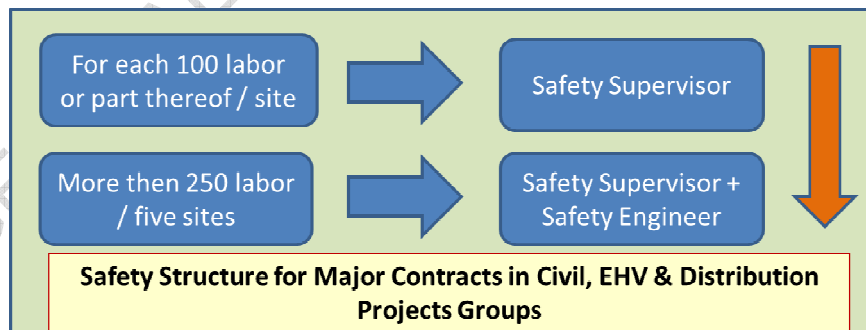 For each 100 labor
or part thereof / site
Safety Supervisor
More then 250 labor
/ five sites
Safety Supervisor +
Safety Engineer
Safety Structure for Major Contracts in Civil, EHV & Distribution
Projects Groups